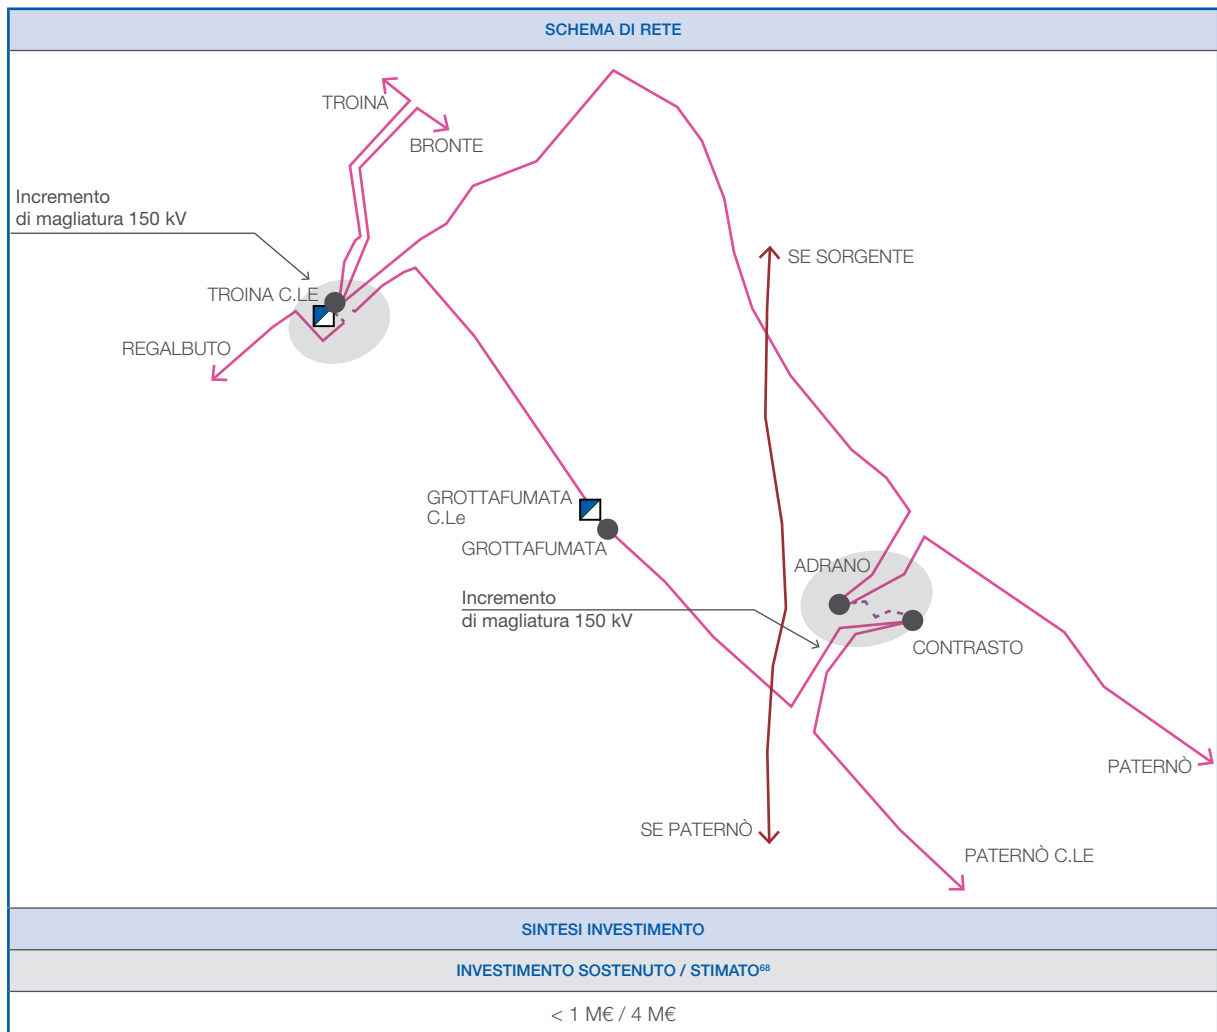 SCHEMA DI RETE
TROINA
BRONTE
Incremento
di magliatura 150 kV
SE SORGENTE
TROINA C.LE
REGALBUTO
GROTTAFUMATA
C.Le
GROTTAFUMATA
ADRANO
Incremento
di magliatura 150 kV
CONTRASTO
PATERNÒ
SE PATERNÒ
PATERNÒ C.LE
SINTESI INVESTIMENTO
INVESTIMENTO SOSTENUTO / STIMATO⁶⁸
< 1 M€ / 4 M€